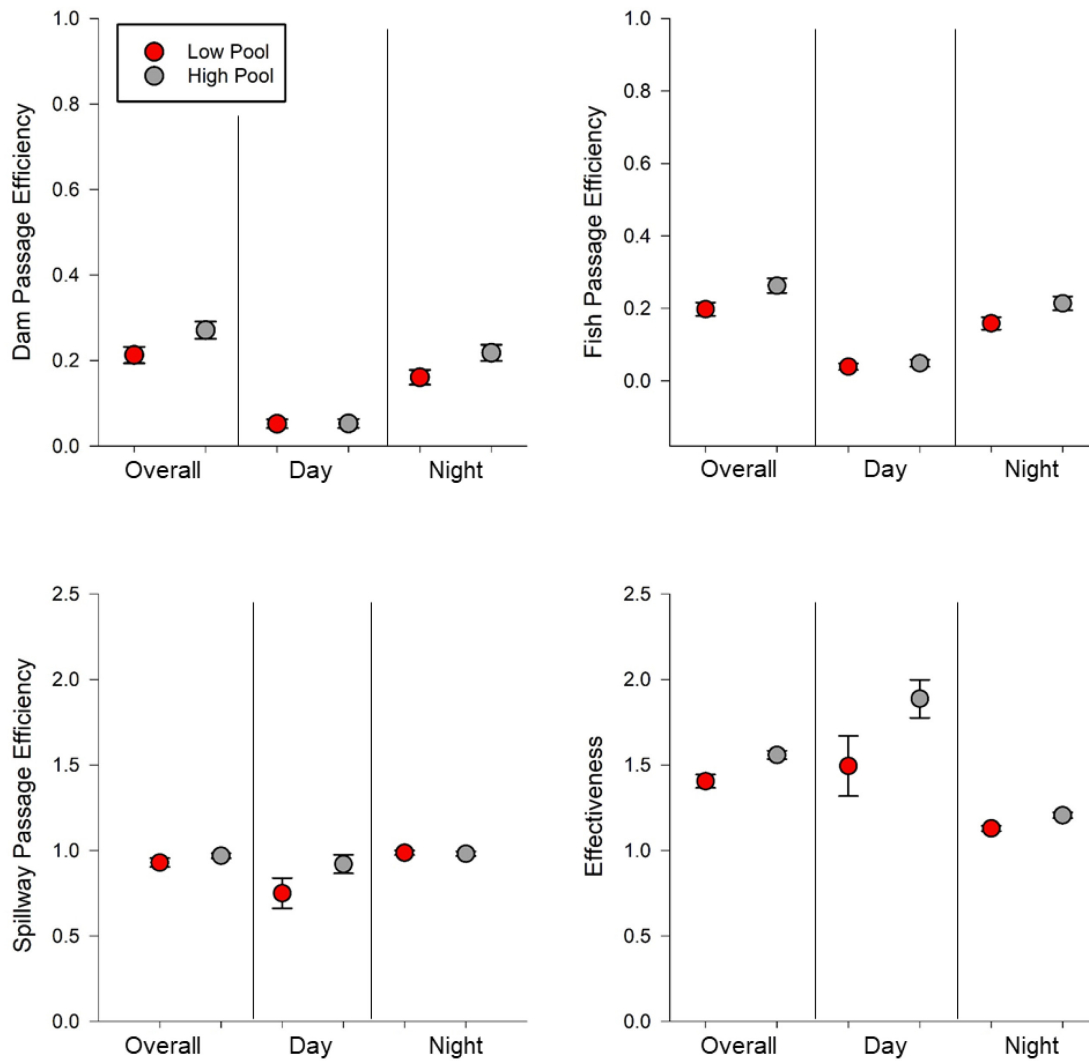 Dam Passage Efficiency
1.0
0.8
0.6
0.4
0.2
0.0
Low Pool
High Pool
Overall Day Night
Fish Passage Efficiency
1.0
0.8
0.6
0.4
0.2
0.0
Overall Day Night
Spillway Passage Efficiency
2.5
2.0
1.5
1.0
0.5
0.0
Overall Day Night
Effectiveness
2.5
2.0
1.5
1.0
0.5
0.0
Overall Day Night